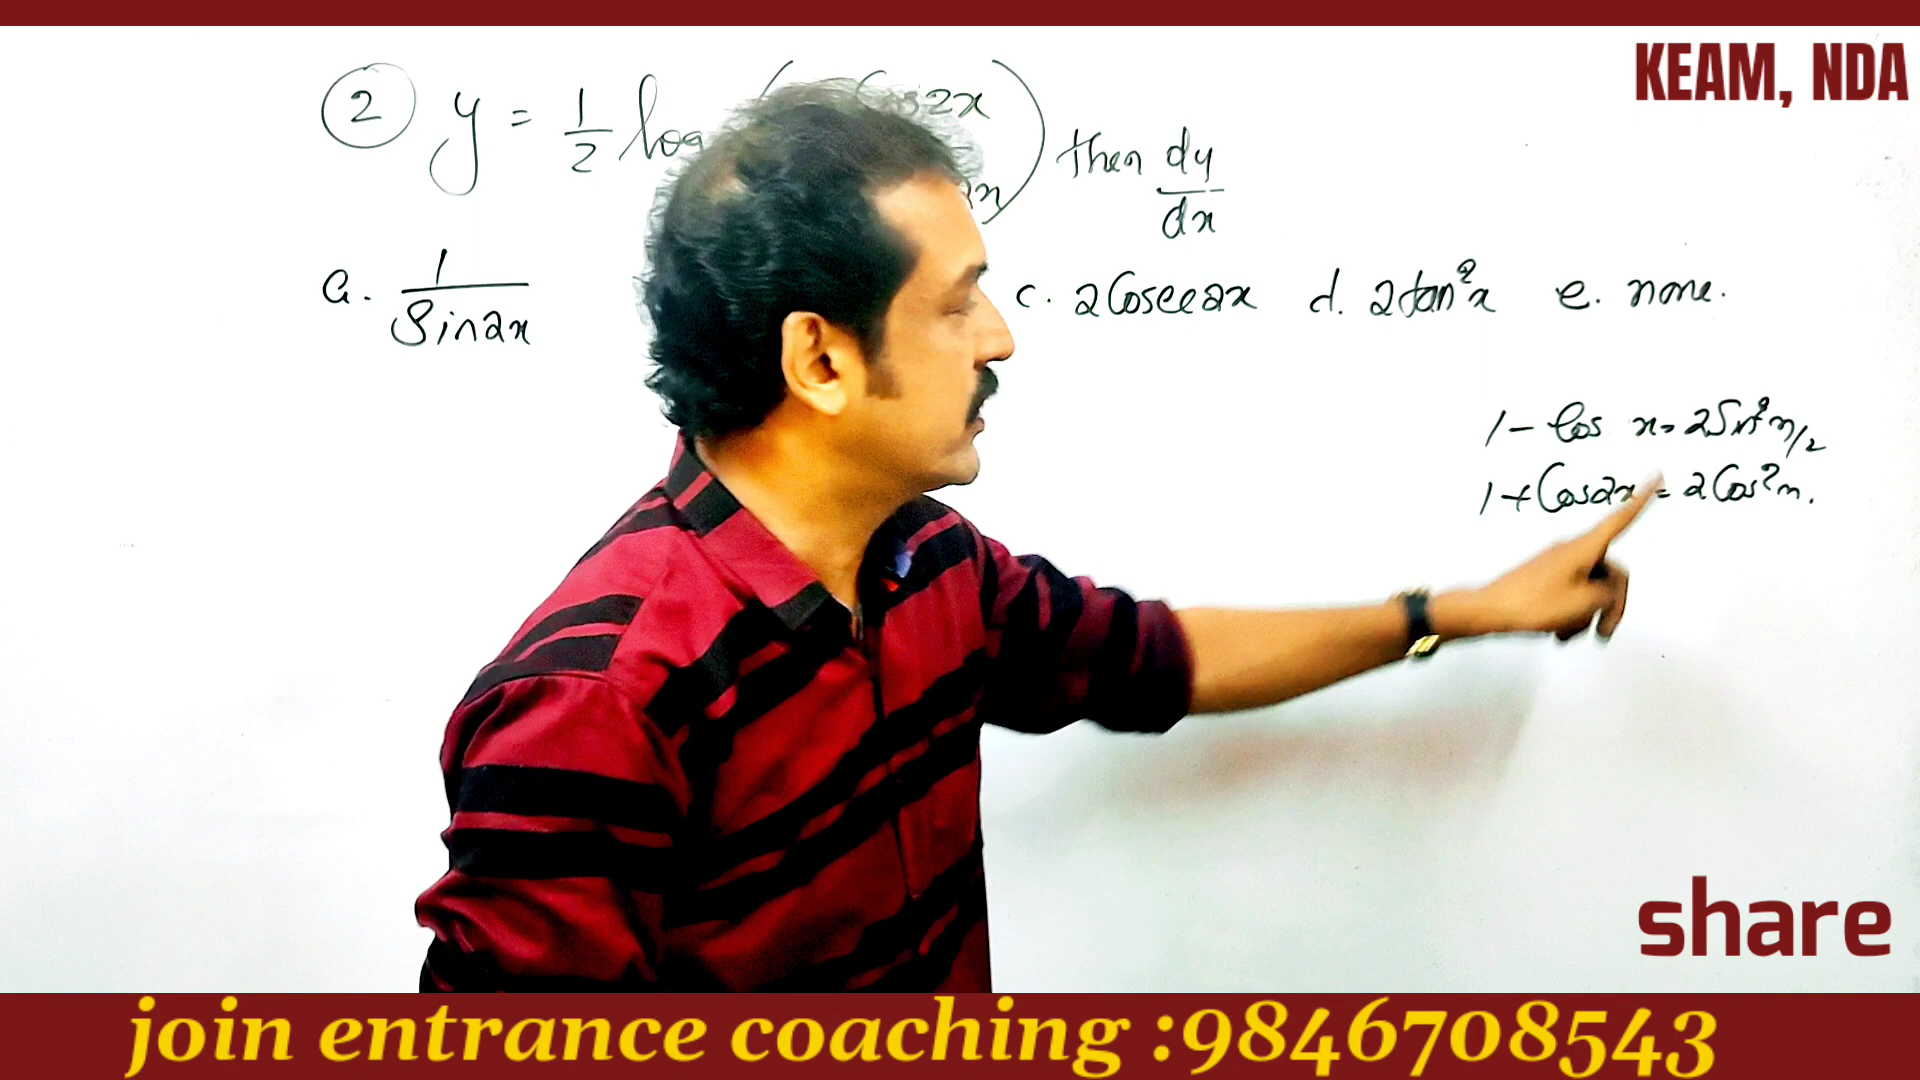 KEAM, NDA
2 y = 1/2 log ( cos2x ) then dy/dx
a. 1/Sin2x c. 2Cosec2x d. 2tan²x e. none.
1 - Cos x = 2Sin²x/2
1 + Cos2x = 2Cos²x.
share
join entrance coaching :9846708543